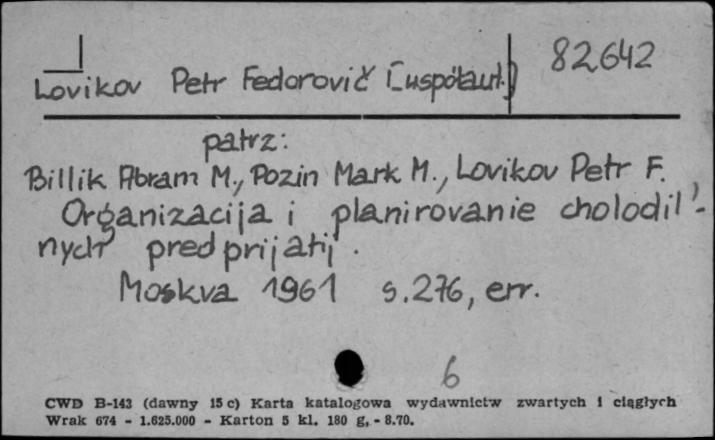 82642
Lovikov Petr Fedorovič [współaut.]
patrz:
Billik Abram M., Pozin Mark M., Lovikov Petr F.
Organizacija i planirovanie cholodil'-
nych predprijatij.
Moskva 1961 s.276, err.
6
CWD B-143 (dawny 15 c) Karta katalogowa wydawnictw zwartych i ciągłych
Wrak 674 - 1.625.000 - Karton 5 kl. 180 g. - 8.70.